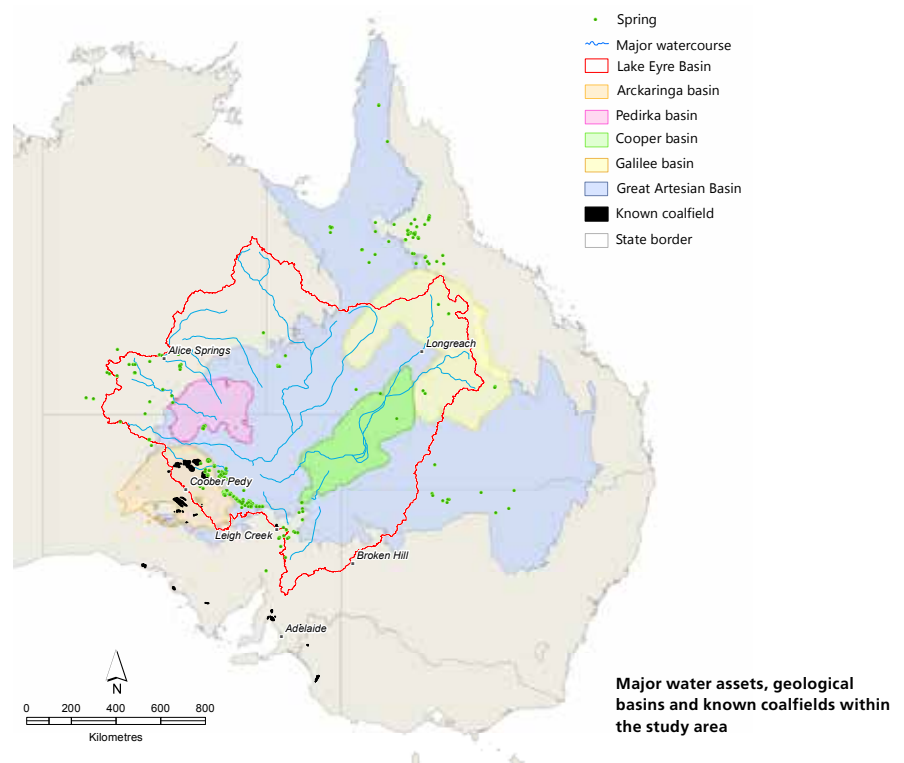 Spring
Major watercourse
Lake Eyre Basin
Arckaringa basin
Pedirka basin
Cooper basin
Galilee basin
Great Artesian Basin
Known coalfield
State border
Longreach
Alice Springs
Coober Pedy
Leigh Creek
Broken Hill
Adelaide
N
0 200 400 600 800
Kilometres
Major water assets, geological
basins and known coalfields within
the study area